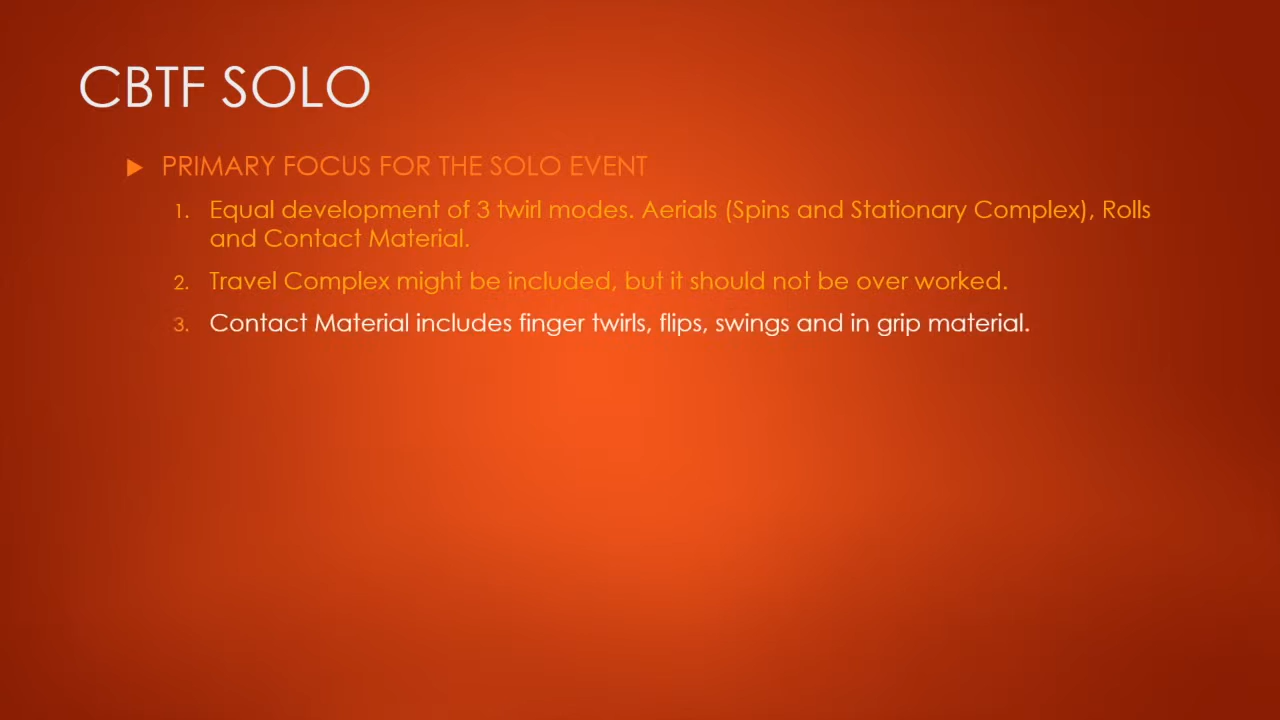 CBTF SOLO
PRIMARY FOCUS FOR THE SOLO EVENT
1. Equal development of 3 twirl modes. Aerials (Spins and Stationary Complex), Rolls
and Contact Material.
2. Travel Complex might be included, but it should not be over worked.
3. Contact Material includes finger twirls, flips, swings and in grip material.